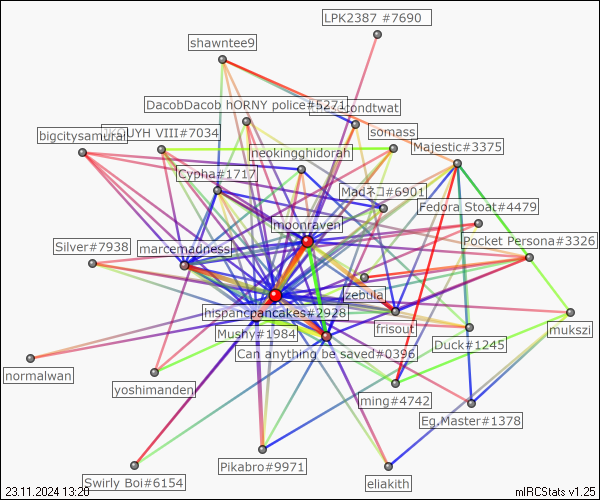 LPK2387 #7690
shawntee9
DacobDacob hORNY police#5271
ondtwat
bigcitysamurai
UYH VIII#7034
somass
Majestic#3375
neokingghidorah
Cypha#1717
Madネコ#6901
Fedora Stoat#4479
moonraven
Pocket Persona#3326
Silver#7938
marcemadness
zebula
hispancpancakes#2928
frisout
mukszi
Mushy#1984
Duck#1245
Can anything be saved#0396
normalwan
yoshimanden
ming#4742
Eg.Master#1378
Pikabro#9971
Swirly Boi#6154
eliakith
23.11.2024 13:20
mIRCStats v1.25